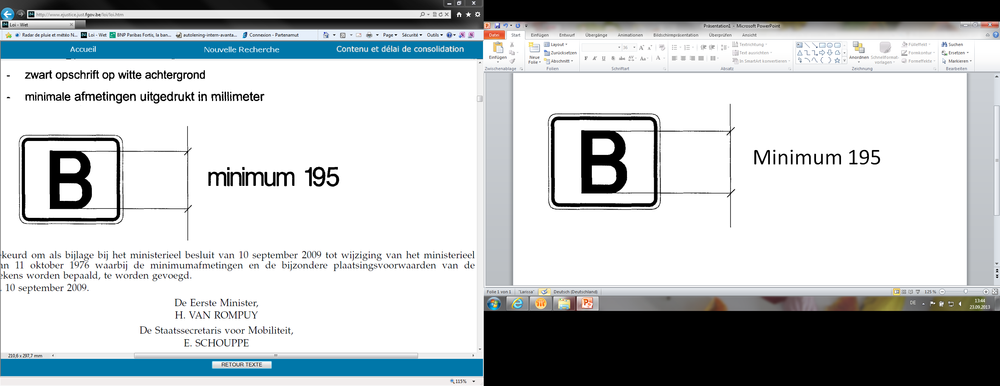 http://www.ejustice.just.fgov.be/loi/loi.htm
Loi - Wet
Radar de pluie et météo N... Loi - Wet BNP Paribas Fortis, la ban... autolening-intern-avanta... Connexion - Partenamut Page Sécurité Outils
Accueil Nouvelle Recherche Contenu et délai de consolidation
- zwart opschrift op witte achtergrond
- minimale afmetingen uitgedrukt in millimeter
B minimum 195
keurd om als bijlage bij het ministerieel besluit van 10 september 2009 tot wijziging van het ministerieel
an 11 oktober 1976 waarbij de minimumafmetingen en de bijzondere plaatsingsvoorwaarden van de
ekens worden bepaald, te worden gevoegd.
, 10 september 2009.
De Eerste Minister,
H. VAN ROMPUY
De Staatssecretaris voor Mobiliteit,
E. SCHOUPPE
210,6 x 297,7 mm
RETOUR TEXTE
115%
Präsentation1 - Microsoft PowerPoint
Datei Start Einfügen Entwurf Übergänge Animationen Bildschirmpräsentation Überprüfen Ansicht
Einfügen
Zwischenablage
Neue Folie
Layout
Zurücksetzen
Abschnitt
Folien
36
F K U S abc AV Aa A
Schriftart
Textrichtung
Text ausrichten
In SmartArt konvertieren
Absatz
Anordnen
Schnellformat-
vorlagen
Fülleffekt
Formkontur
Formeffekte
Zeichnung
Suchen
Ersetzen
Markieren
Bearbeiten
B Minimum 195
Folie 1 von 1 "Larissa" Deutsch (Deutschland) 125 %
DE 13:44
23.09.2013